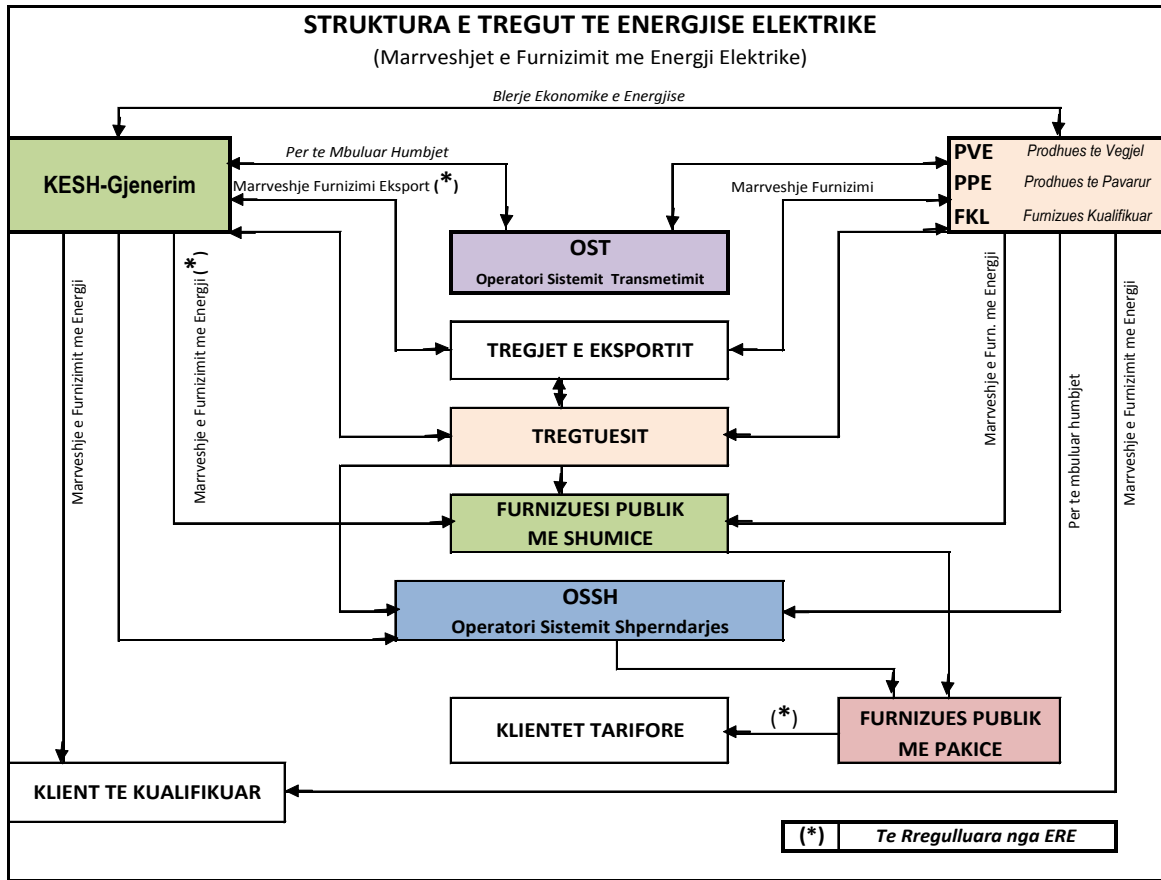 STRUKTURA E TREGUT TE ENERGJISE ELEKTRIKE
(Marrveshjet e Furnizimit me Energji Elektrike)
Blerje Ekonomike e Energjise
KESH-Gjenerim
Per te Mbuluar Humbjet
Marrveshje Furnizimi Eksport (*)
Marrveshje Furnizimi
PVE Prodhues te Vegjel
PPE Prodhues te Pavarur
FKL Furnizues Kualifikuar
OST
Operatori Sistemit Transmetimit
Marrveshje e Furnizimit me Energji
Marrveshje e Furnizimit me Energji (*)
Marrveshje e Furn. me Energji
Per te mbuluar humbjet
Marrveshje e Furnizimit me Energji
TREGJET E EKSPORTIT
TREGTUESIT
FURNIZUESI PUBLIK
ME SHUMICE
OSSH
Operatori Sistemit Shperndarjes
KLIENTET TARIFORE
(*)
FURNIZUES PUBLIK
ME PAKICE
KLIENT TE KUALIFIKUAR
(*) Te Rregulluara nga ERE